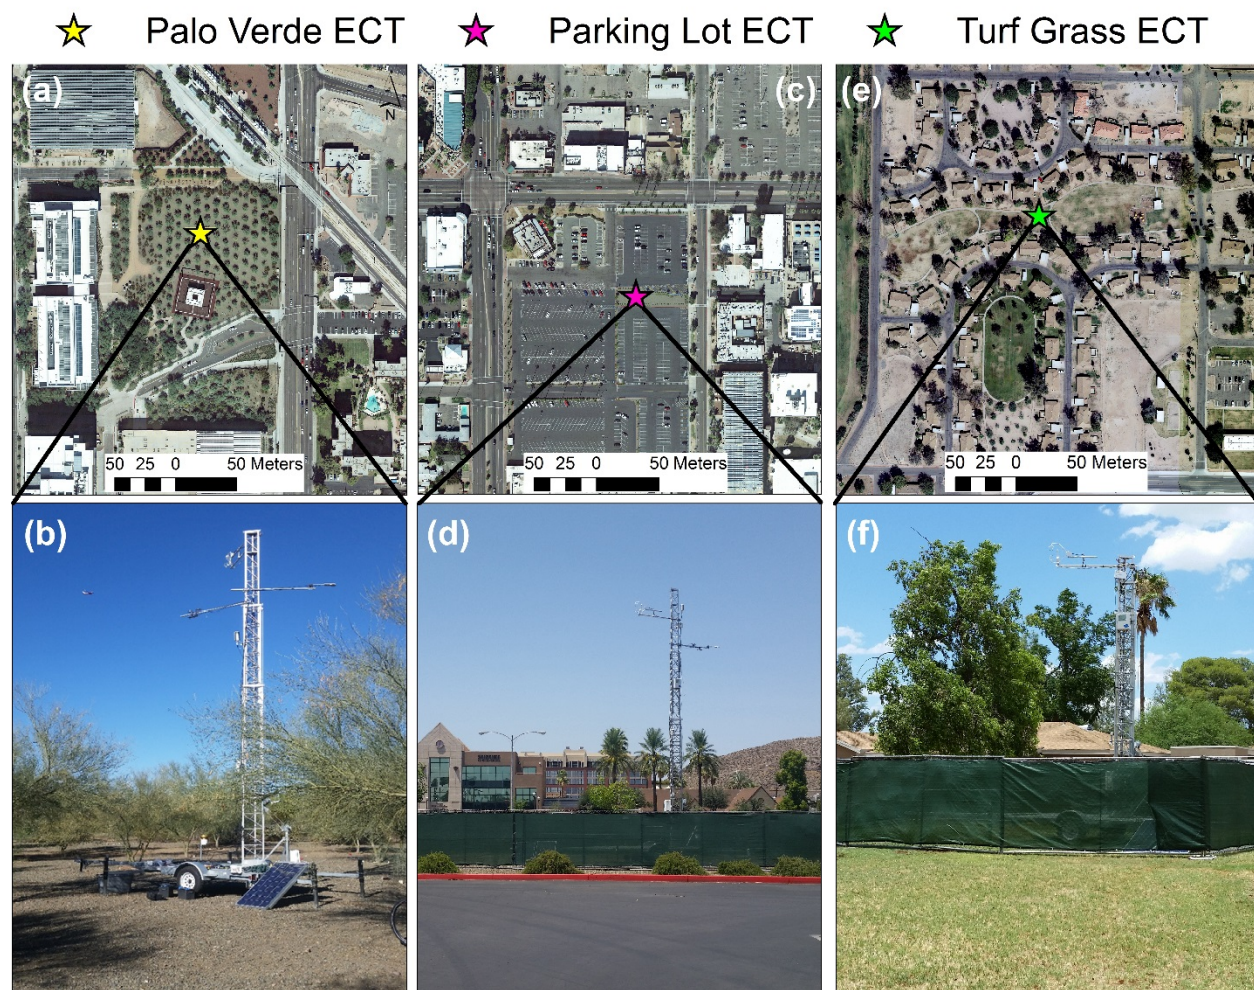 Palo Verde ECT Parking Lot ECT Turf Grass ECT
(a) (c) (e)
N
50 25 0 50 Meters 50 25 0 50 Meters 50 25 0 50 Meters
(b) (d) (f)